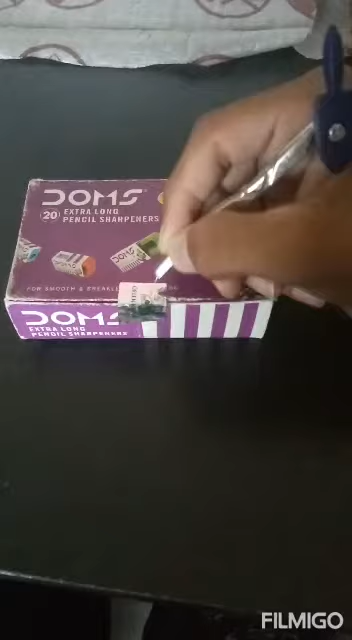 DOMS
20 EXTRA LONG
PENCIL SHARPENERS
DOMS
FOR SMOOTH &
DOMS
EXTRA LONG
PENCIL SHARPENERS
FILMIGO